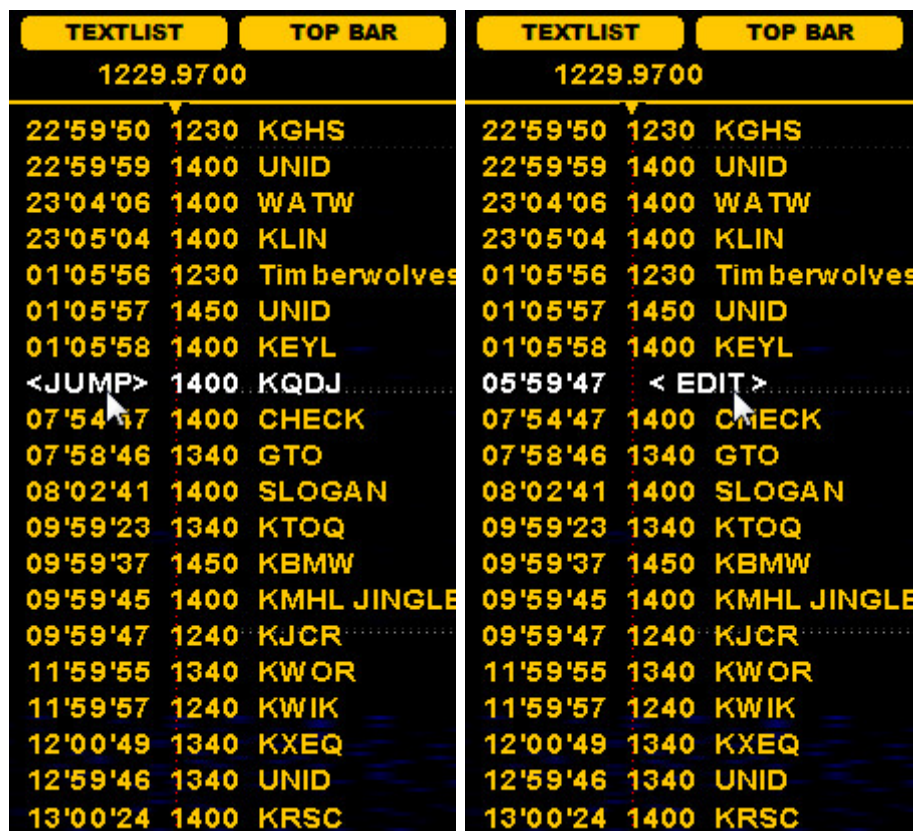 TEXTLIST TOP BAR
1229.9700
22'59'50 1230 KGHS
22'59'59 1400 UNID
23'04'06 1400 WATW
23'05'04 1400 KLIN
01'05'56 1230 Timberwolves
01'05'57 1450 UNID
01'05'58 1400 KEYL
<JUMP> 1400 KQDJ
07'54'47 1400 CHECK
07'58'46 1340 GTO
08'02'41 1400 SLOGAN
09'59'23 1340 KTOQ
09'59'37 1450 KBMW
09'59'45 1400 KMHL JINGLE
09'59'47 1240 KJCR
11'59'55 1340 KWOR
11'59'57 1240 KWIK
12'00'49 1340 KXEQ
12'59'46 1340 UNID
13'00'24 1400 KRSC
TEXTLIST TOP BAR
1229.9700
22'59'50 1230 KGHS
22'59'59 1400 UNID
23'04'06 1400 WATW
23'05'04 1400 KLIN
01'05'56 1230 Timberwolves
01'05'57 1450 UNID
01'05'58 1400 KEYL
05'59'47 < EDIT >
07'54'47 1400 CHECK
07'58'46 1340 GTO
08'02'41 1400 SLOGAN
09'59'23 1340 KTOQ
09'59'37 1450 KBMW
09'59'45 1400 KMHL JINGLE
09'59'47 1240 KJCR
11'59'55 1340 KWOR
11'59'57 1240 KWIK
12'00'49 1340 KXEQ
12'59'46 1340 UNID
13'00'24 1400 KRSC